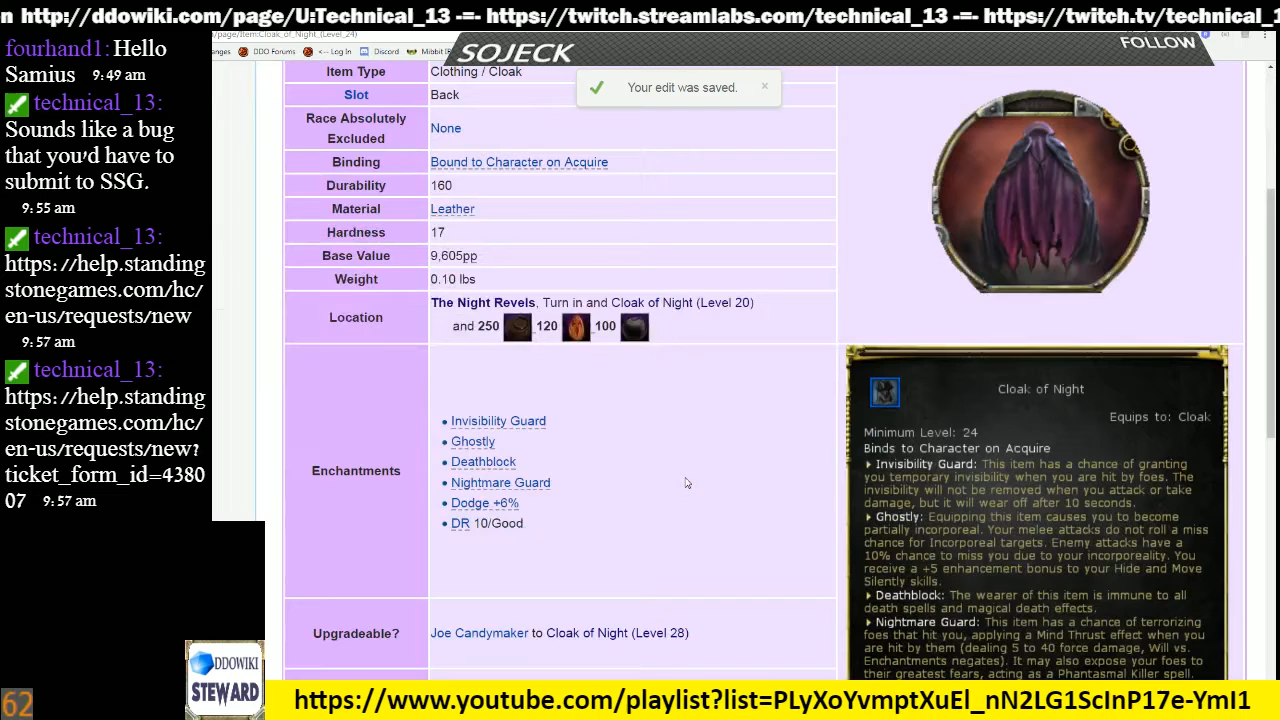 n http://ddowiki.com/page/U:Technical_13 -=- https://twitch.streamlabs.com/technical_13 -=- https://twitch.tv/technical_1
fourhand1: Hello
Samius 9:49 am
technical_13:
Sounds like a bug
that you'd have to
submit to SSG.
9:55 am
technical_13:
https://help.standing
stonegames.com/hc/
en-us/requests/new
9:57 am
technical_13:
https://help.standing
stonegames.com/hc/
en-us/requests/new?
ticket_form_id=4380
07 9:57 am
DDOWIKI
STEWARD
62
/page/Item:Cloak_of_Night_(Level_24)
anges DDO Forums <-- Log In Discord Mibbit
SOJECK
FOLLOW
Your edit was saved. ×
Item Type Clothing / Cloak
Slot Back
Race Absolutely
Excluded None
Binding Bound to Character on Acquire
Durability 160
Material Leather
Hardness 17
Base Value 9,605pp
Weight 0.10 lbs
Location The Night Revels, Turn in and Cloak of Night (Level 20)
and 250 120 100
Enchantments
Invisibility Guard
Ghostly
Deathblock
Nightmare Guard
Dodge +6%
DR 10/Good
Upgradeable? Joe Candymaker to Cloak of Night (Level 28)
Cloak of Night
Equips to: Cloak
Minimum Level: 24
Binds to Character on Acquire
Invisibility Guard: This item has a chance of granting
you temporary invisibility when you are hit by foes. The
invisibility will not be removed when you attack or take
damage, but it will wear off after 10 seconds.
Ghostly: Equipping this item causes you to become
partially incorporeal. Your melee attacks do not roll a miss
chance for Incorporeal targets. Enemy attacks have a
10% chance to miss you due to your incorporeality. You
receive a +5 enhancement bonus to your Hide and Move
Silently skills.
Deathblock: The wearer of this item is immune to all
death spells and magical death effects.
Nightmare Guard: This item has a chance of terrorizing
foes that hit you, applying a Mind Thrust effect when you
are hit by them (dealing 5 to 40 force damage, Will vs.
Enchantments negates). It may also expose your foes to
their greatest fears, acting as a Phantasmal Killer spell.
https://www.youtube.com/playlist?list=PLyXoYvmptXuEl_nN2LG1ScInP17e-YmI1